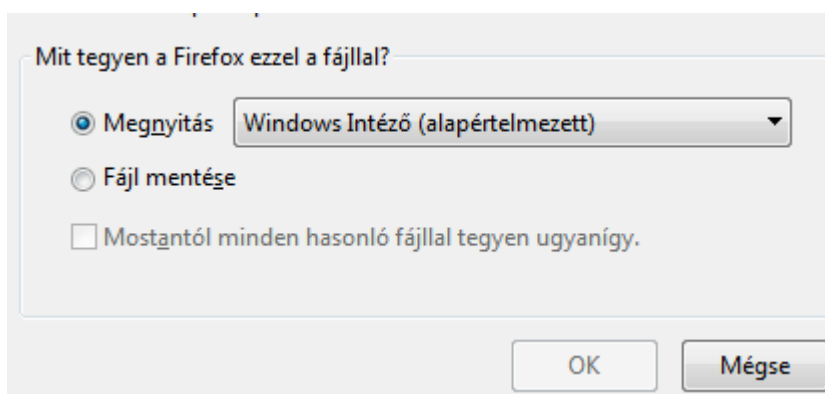 Mit tegyen a Firefox ezzel a fájllal?
Megnyitás Windows Intéző (alapértelmezett)
Fájl mentése
Mostantól minden hasonló fájllal tegyen ugyanígy.
OK Mégse